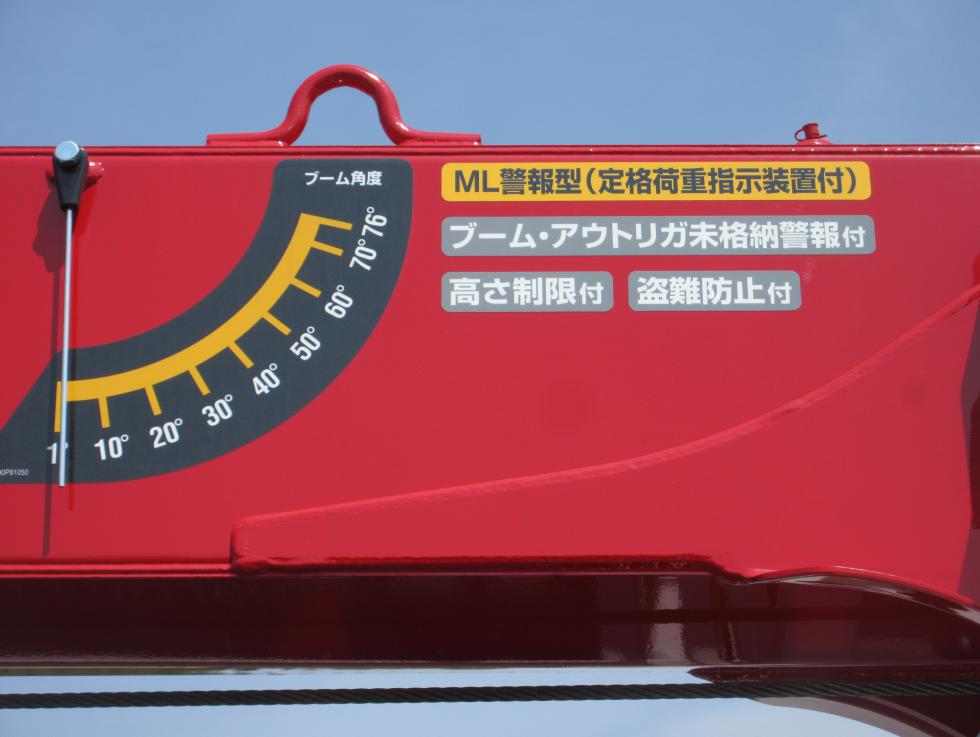 ブーム角度
ML警報型(定格荷重指示装置付)
ブーム・アウトリガ未格納警報付
高さ制限付 盗難防止付
76°
70°
60°
50°
40°
30°
20°
10°
1°